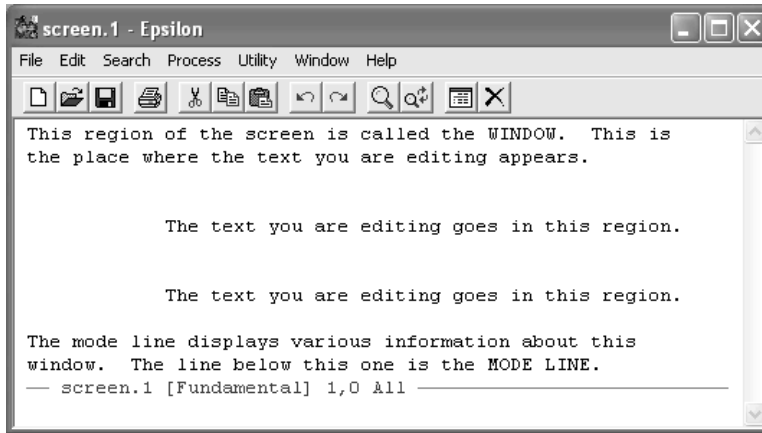 screen.1 - Epsilon
File Edit Search Process Utility Window Help
This region of the screen is called the WINDOW.  This is
the place where the text you are editing appears.
The text you are editing goes in this region.
The text you are editing goes in this region.
The mode line displays various information about this
window.  The line below this one is the MODE LINE.
screen.1 [Fundamental] 1,0 All